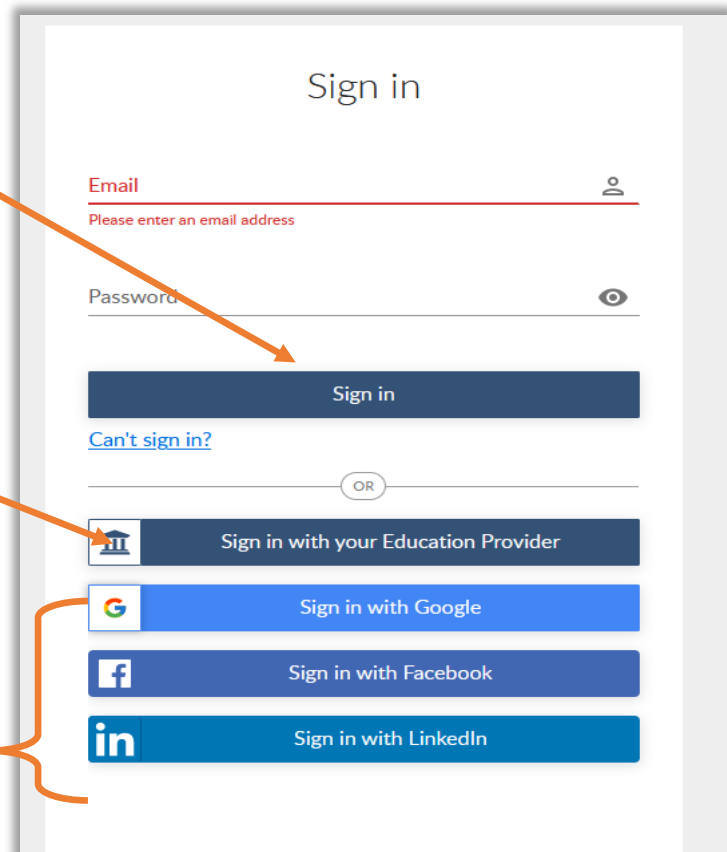 Sign in
Email
Please enter an email address
Password
Sign in
Can't sign in?
OR
Sign in with your Education Provider
G Sign in with Google
f Sign in with Facebook
in Sign in with LinkedIn